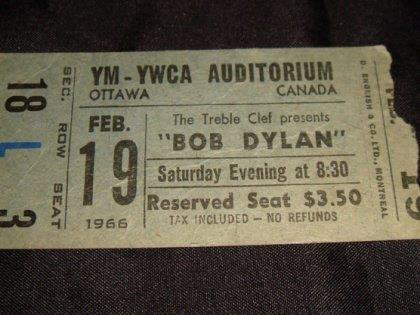 SEC. ROW SEAT
18 L 3
YM-YWCA AUDITORIUM
OTTAWA CANADA
FEB.
19
1966
The Treble Clef presents
"BOB DYLAN"
Saturday Evening at 8:30
Reserved Seat $3.50
TAX INCLUDED — NO REFUNDS
D. ENGLISH & CO. LTD., MONTREAL
19